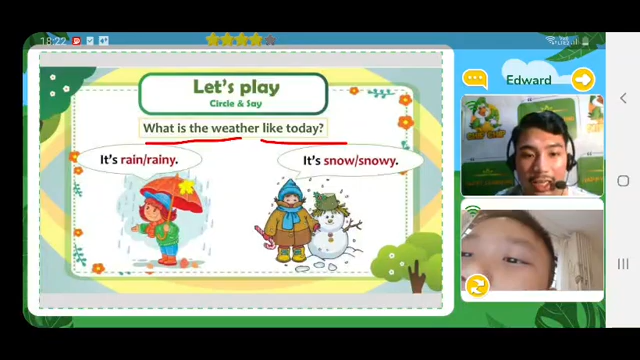 18:22
Let's play
Circle & Say
What is the weather like today?
It's rain/rainy.
It's snow/snowy.
Edward